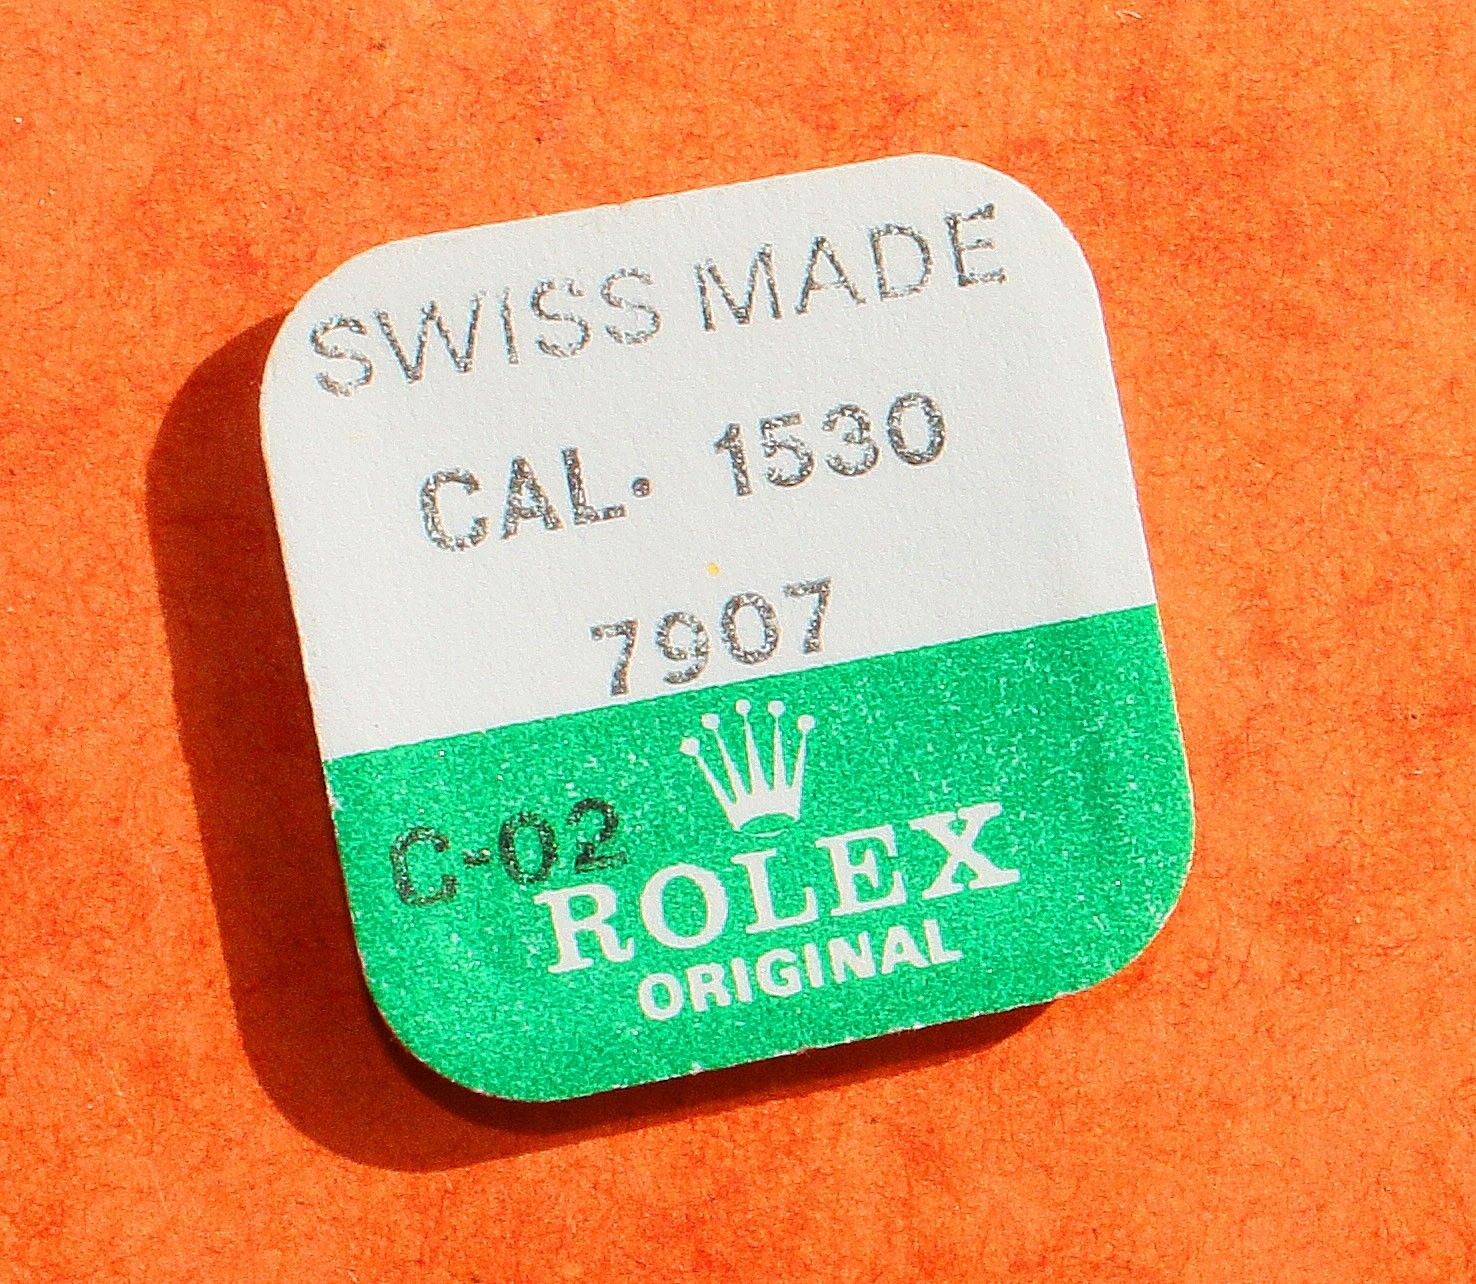 SWISS MADE
CAL. 1530
7907
C-02
ROLEX
ORIGINAL